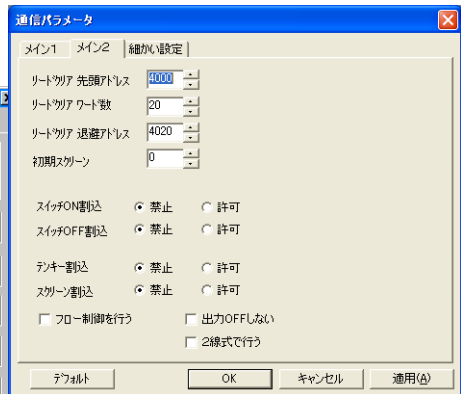 通信パラメータ
メイン1 メイン2 細かい設定
リードクリア 先頭アドレス 4000
リードクリア ワード数 20
リードクリア 退避アドレス 4020
初期スクリーン 0
スイッチON割込 禁止 許可
スイッチOFF割込 禁止 許可
テンキー割込 禁止 許可
スクリーン割込 禁止 許可
フロー制御を行う 出力OFFしない
2線式で行う
デフォルト OK キャンセル 適用(A)